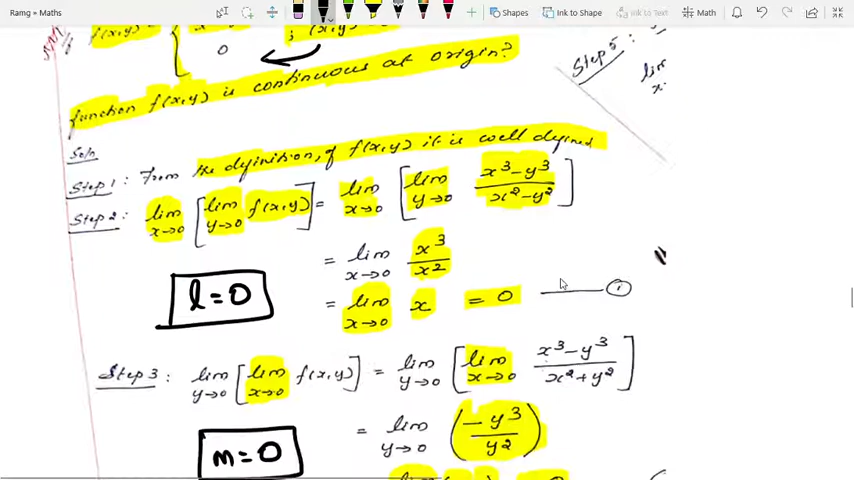 Ramg = Maths
Shapes
Ink to Shape
Ink to Text
Math
Replay
0
Step 5 :
function f(x,y) is continuous at origin?
lim
Soln
Step 1 : From the definition, of f(x,y) it is well defined
Step 2 : lim x→0 [lim y→0 f(x,y)] = lim x→0 [lim y→0 x³-y³ / x²-y²]
= lim x→0 x³ / x²
l=0
= lim x→0 x = 0 —— ①
Step 3 : lim y→0 [lim x→0 f(x,y)] = lim y→0 [lim x→0 x³-y³ / x²+y²]
= lim y→0 (-y³ / y²)
m=0